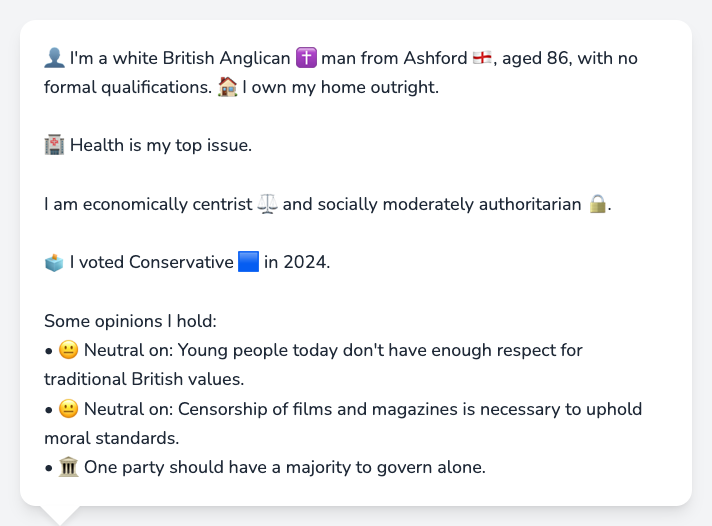 👤 I'm a white British Anglican ✝️ man from Ashford 🏴󠁧󠁢󠁥󠁮󠁧󠁿, aged 86, with no
formal qualifications. 🏠 I own my home outright.
🏥 Health is my top issue.
I am economically centrist ⚖️ and socially moderately authoritarian 🔒.
🗳️ I voted Conservative 🟦 in 2024.
Some opinions I hold:
• 😐 Neutral on: Young people today don't have enough respect for
traditional British values.
• 😐 Neutral on: Censorship of films and magazines is necessary to uphold
moral standards.
• 🏛️ One party should have a majority to govern alone.